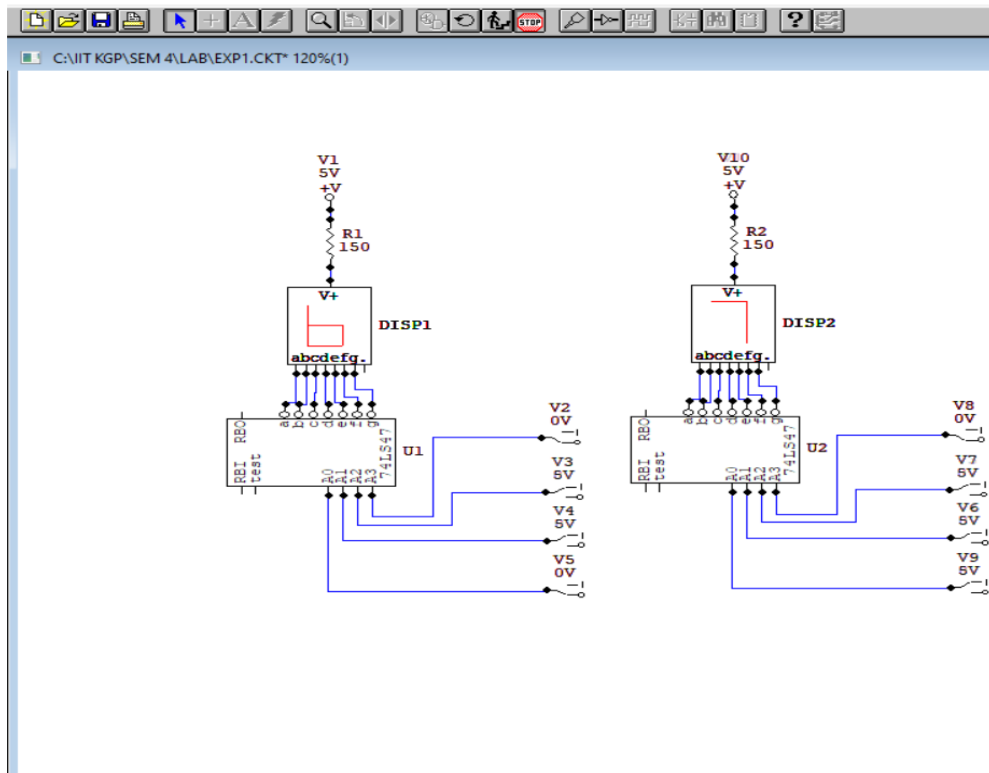 STOP
?
C:\IIT KGP\SEM 4\LAB\EXP1.CKT* 120%(1)
V1
5V
+V
R1
150
V+
DISP1
abcdefg.
a b c d e f g
RBO
RBI
test
74LS47
U1
A0 A1 A2 A3
V2
0V
V3
5V
V4
5V
V5
0V
V10
5V
+V
R2
150
V+
DISP2
abcdefg.
a b c d e f g
RBO
RBI
test
74LS47
U2
A0 A1 A2 A3
V8
0V
V7
5V
V6
5V
V9
5V